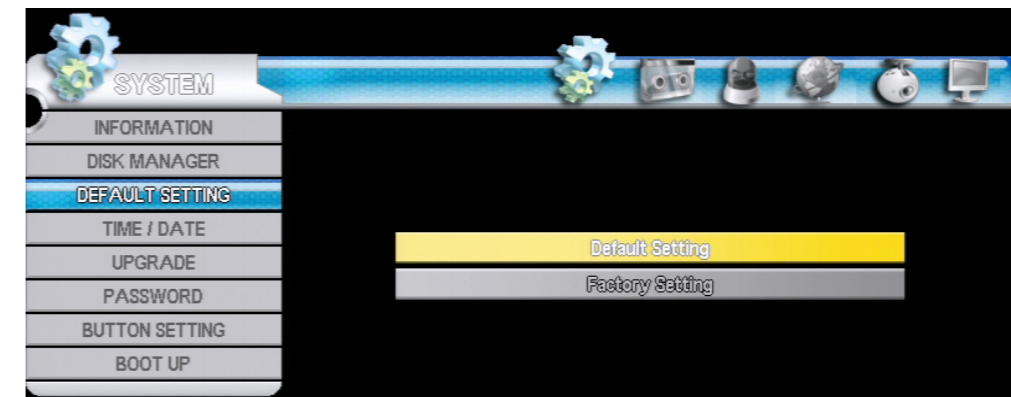 SYSTEM
INFORMATION
DISK MANAGER
DEFAULT SETTING
TIME / DATE
UPGRADE
PASSWORD
BUTTON SETTING
BOOT UP
Default Setting
Factory Setting